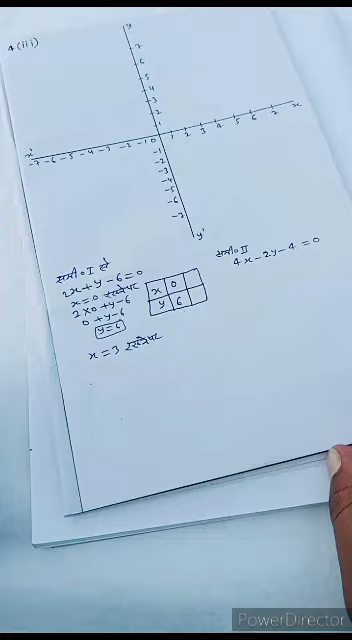 4(iii)
y
7
6
5
4
3
2
1
x' -7 -6 -5 -4 -3 -2 -1 0 1 2 3 4 5 6 7 x
-1
-2
-3
-4
-5
-6
-7
y'
समी० I से
2x + y - 6 = 0
x = 0 रखनेपर
2 x 0 + y - 6
0 + y - 6
y = 6
x 0
y 6
x = 3 रखनेपर
समी० II
4x - 2y - 4 = 0
PowerDirector